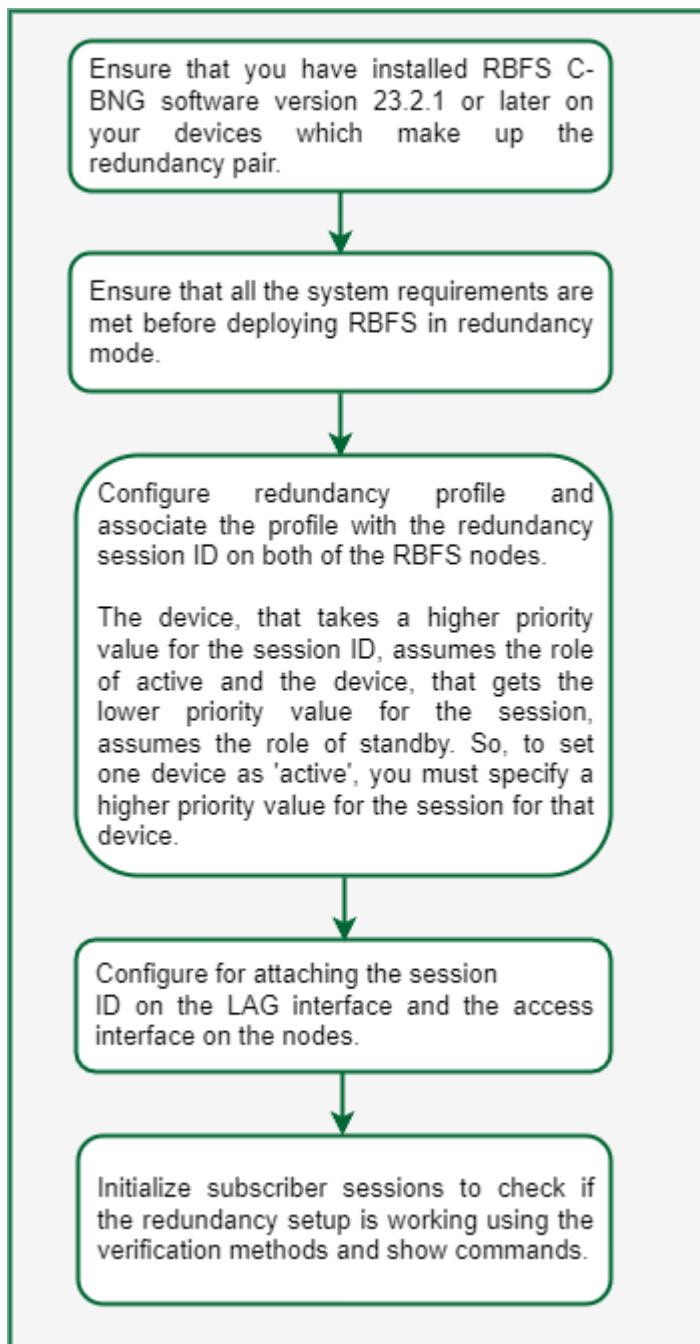 Ensure that you have installed RBFS C-
BNG software version 23.2.1 or later on
your devices which make up the
redundancy pair.
Ensure that all the system requirements are
met before deploying RBFS in redundancy
mode.
Configure redundancy profile and
associate the profile with the redundancy
session ID on both of the RBFS nodes.
The device, that takes a higher priority
value for the session ID, assumes the role
of active and the device, that gets the
lower priority value for the session,
assumes the role of standby. So, to set
one device as 'active', you must specify a
higher priority value for the session for that
device.
Configure for attaching the session
ID on the LAG interface and the access
interface on the nodes.
Initialize subscriber sessions to check if
the redundancy setup is working using the
verification methods and show commands.